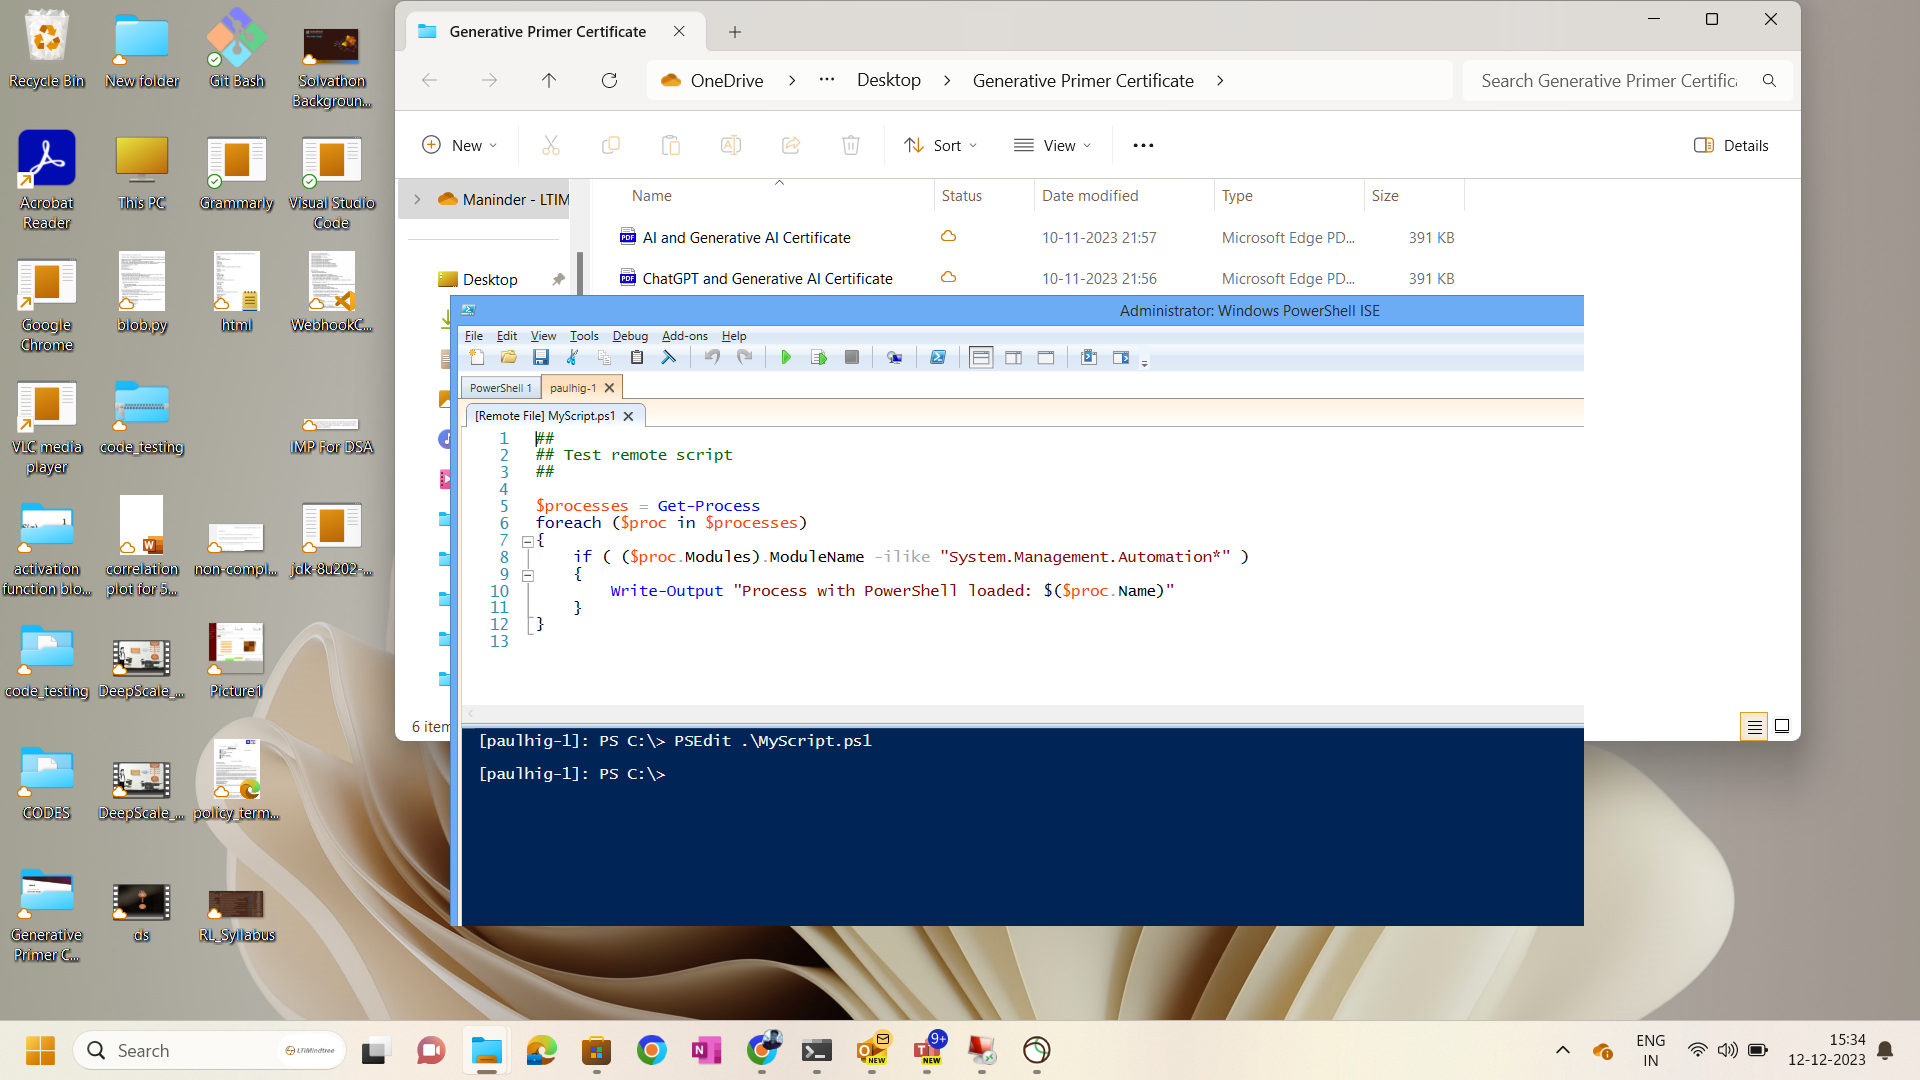 Recycle Bin
New folder
Git Bash
Solvathon
Backgroun...
Acrobat
Reader
This PC
Grammarly
Visual Studio
Code
Google
Chrome
blob.py
html
WebhookC...
VLC media
player
code_testing
IMP For DSA
activation
function blo...
correlation
plot for 5...
non-compl...
jdk-8u202-...
code_testing
DeepScale_...
Picture1
CODES
DeepScale_...
policy_term...
Generative
Primer C...
ds
RL_Syllabus
Generative Primer Certificate
OneDrive > ... Desktop > Generative Primer Certificate >
Search Generative Primer Certific
New
Sort
View
Details
Maninder - LTIM
Desktop
Name Status Date modified Type Size
AI and Generative AI Certificate 10-11-2023 21:57 Microsoft Edge PD... 391 KB
ChatGPT and Generative AI Certificate 10-11-2023 21:56 Microsoft Edge PD... 391 KB
6 item
Administrator: Windows PowerShell ISE
File Edit View Tools Debug Add-ons Help
PowerShell 1
paulhig-1
[Remote File] MyScript.ps1
1 ##
2 ## Test remote script
3 ##
4
5 $processes = Get-Process
6 foreach ($proc in $processes)
7 {
8 if ( ($proc.Modules).ModuleName -ilike "System.Management.Automation*" )
9 {
10 Write-Output "Process with PowerShell loaded: $($proc.Name)"
11 }
12 }
13
[paulhig-1]: PS C:\> PSEdit .\MyScript.ps1
[paulhig-1]: PS C:\>
Search
LTIMindtree
NEW
9+
NEW
ENG
IN
15:34
12-12-2023